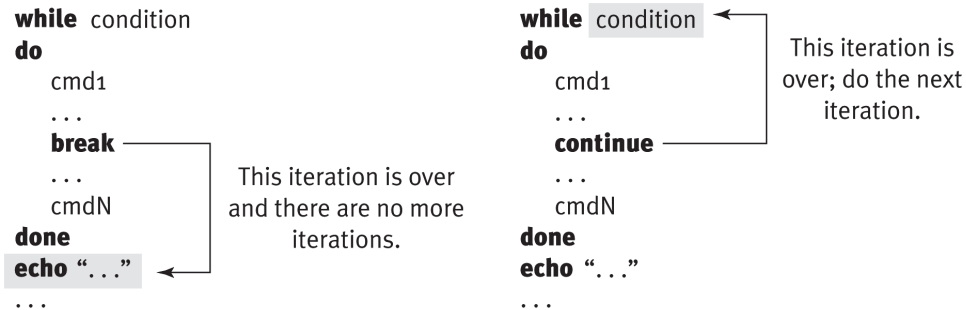 while condition
do
cmd1
...
break
...
cmdN
done
echo “...”
...
This iteration is over
and there are no more
iterations.
while condition
do
cmd1
...
continue
...
cmdN
done
echo “...”
...
This iteration is
over; do the next
iteration.